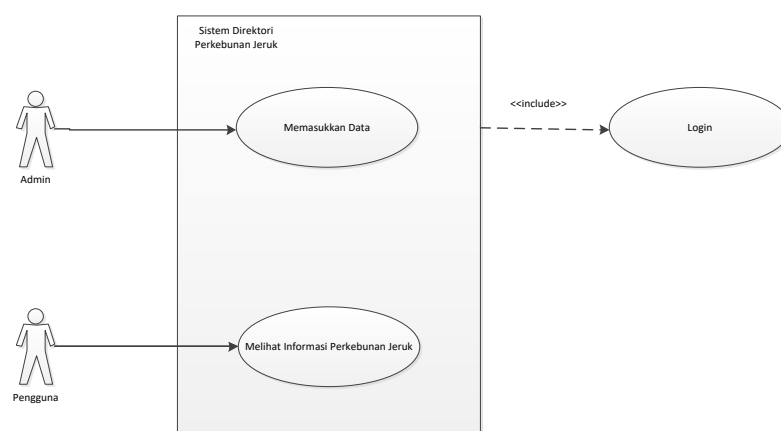 Sistem Direktori
Perkebunan Jeruk
<<include>>
Memasukkan Data
Login
Admin
Melihat Informasi Perkebunan Jeruk
Pengguna